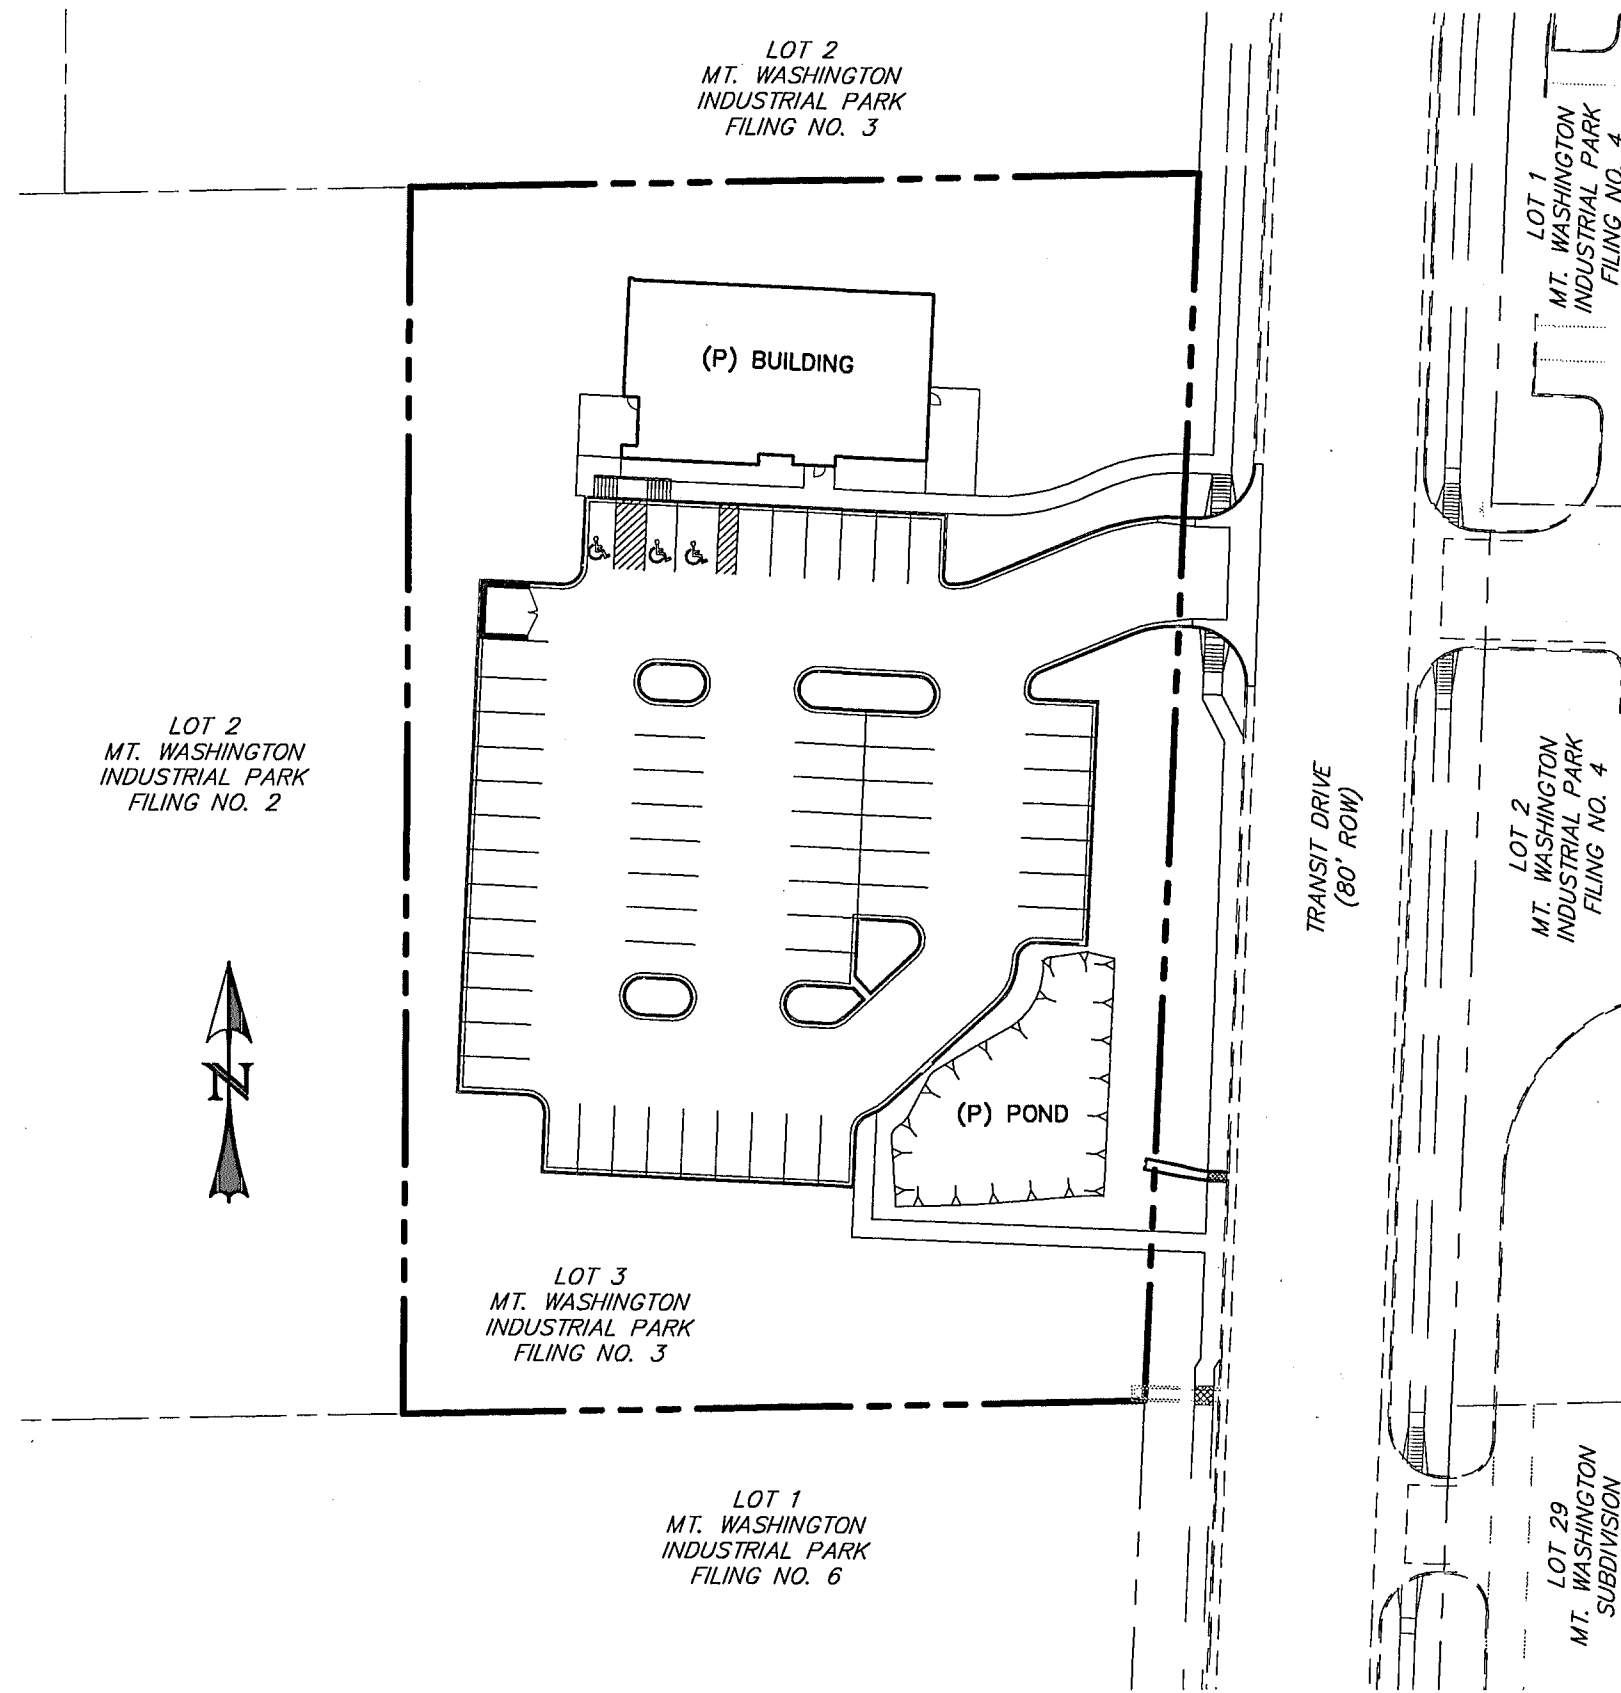 LOT 2
MT. WASHINGTON
INDUSTRIAL PARK
FILING NO. 3
LOT 1
MT. WASHINGTON
INDUSTRIAL PARK
FILING NO. 4
(P) BUILDING
LOT 2
MT. WASHINGTON
INDUSTRIAL PARK
FILING NO. 2
TRANSIT DRIVE
(80' ROW)
LOT 2
MT. WASHINGTON
INDUSTRIAL PARK
FILING NO. 4
N
(P) POND
LOT 3
MT. WASHINGTON
INDUSTRIAL PARK
FILING NO. 3
LOT 1
MT. WASHINGTON
INDUSTRIAL PARK
FILING NO. 6
LOT 29
MT. WASHINGTON
SUBDIVISION